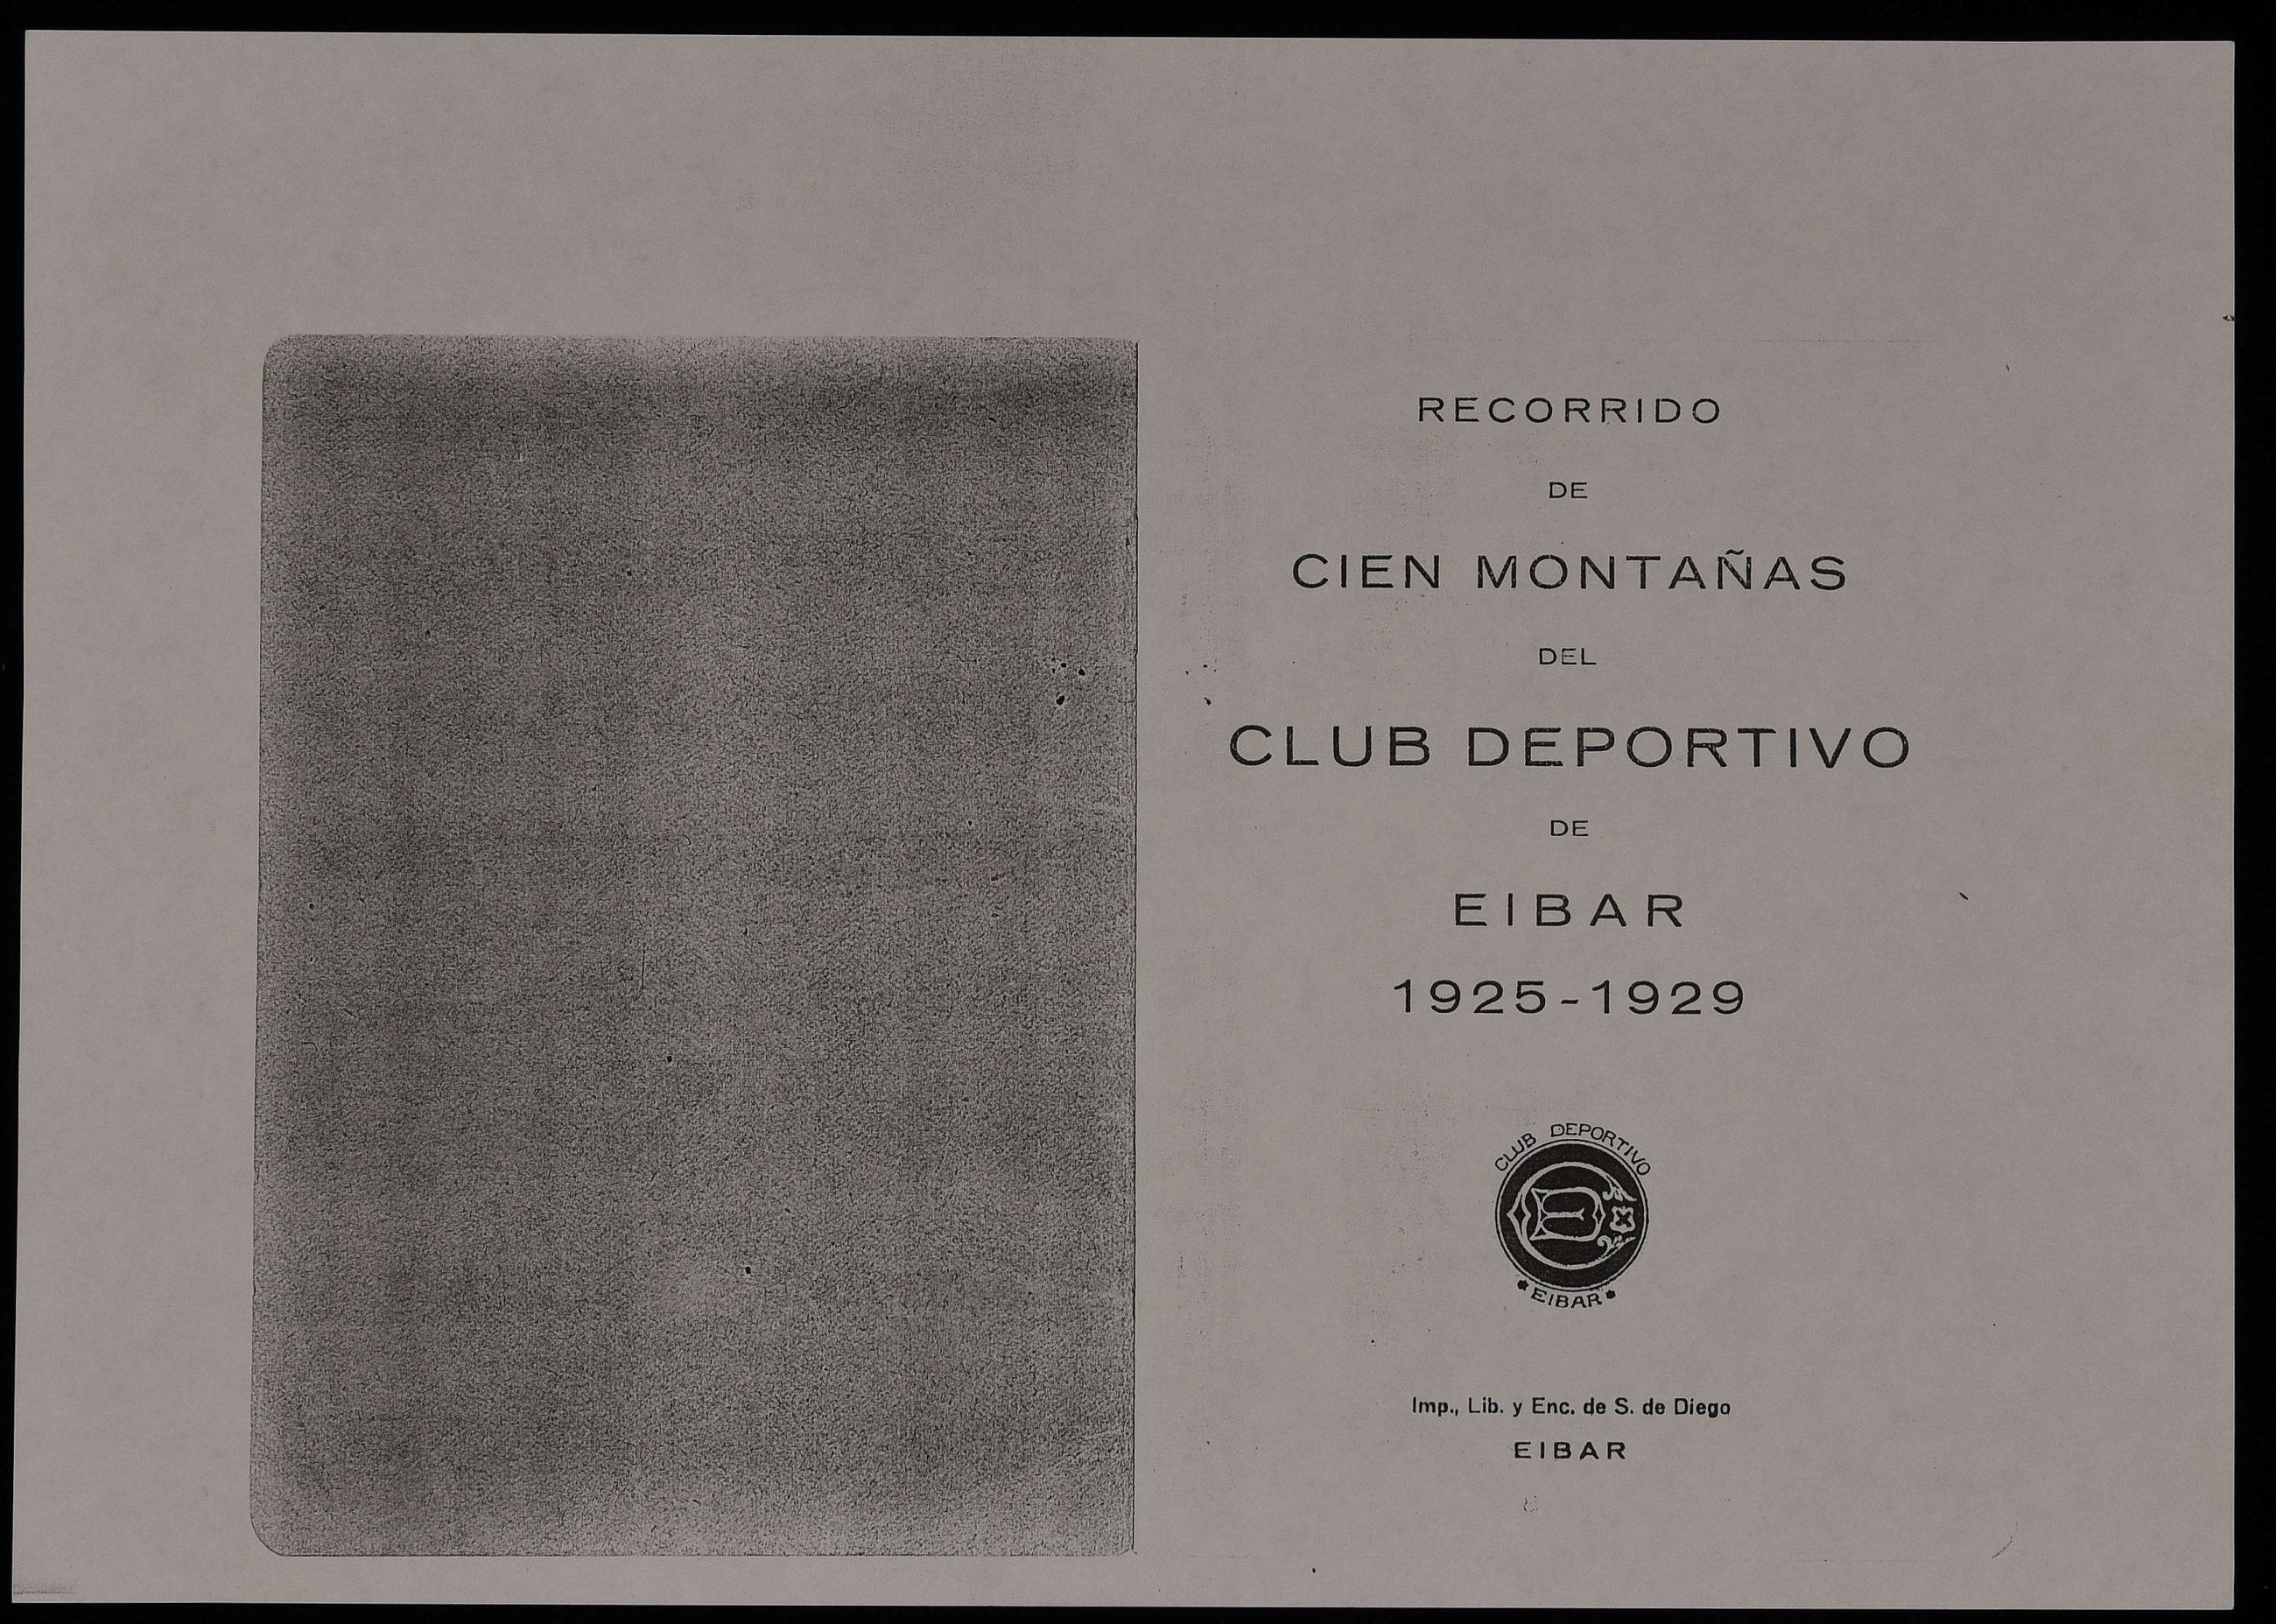 RECORRIDO
DE
CIEN MONTAÑAS
DEL
CLUB DEPORTIVO
DE
EIBAR
1925-1929
CLUB DEPORTIVO
EIBAR
Imp., Lib. y Enc. de S. de Diego
EIBAR